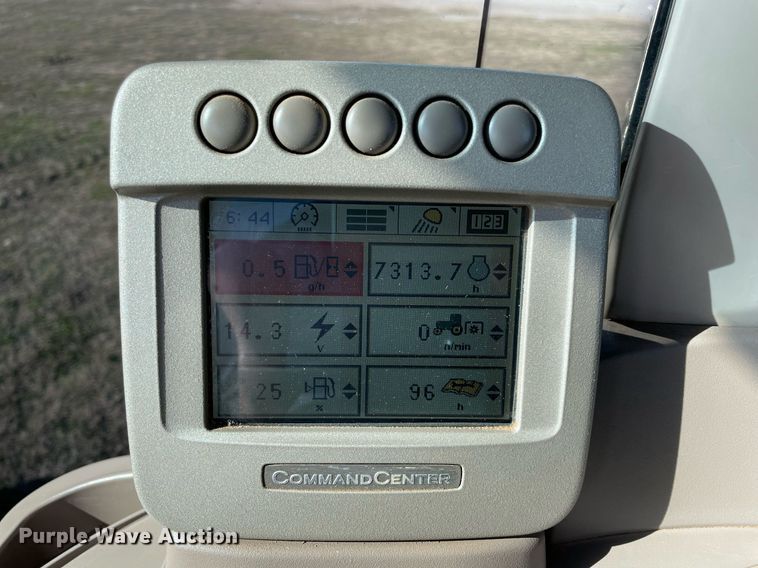 6:44 123
0.5 g/h 7313.7 h
14.3 V 0 n/min
25 % 96 h
COMMANDCENTER
Purple Wave Auction